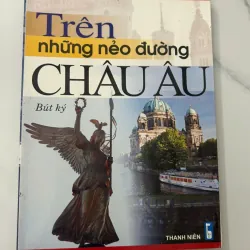 Trên
những nẻo đường
CHÂU ÂU
Bút ký
THANH NIÊN